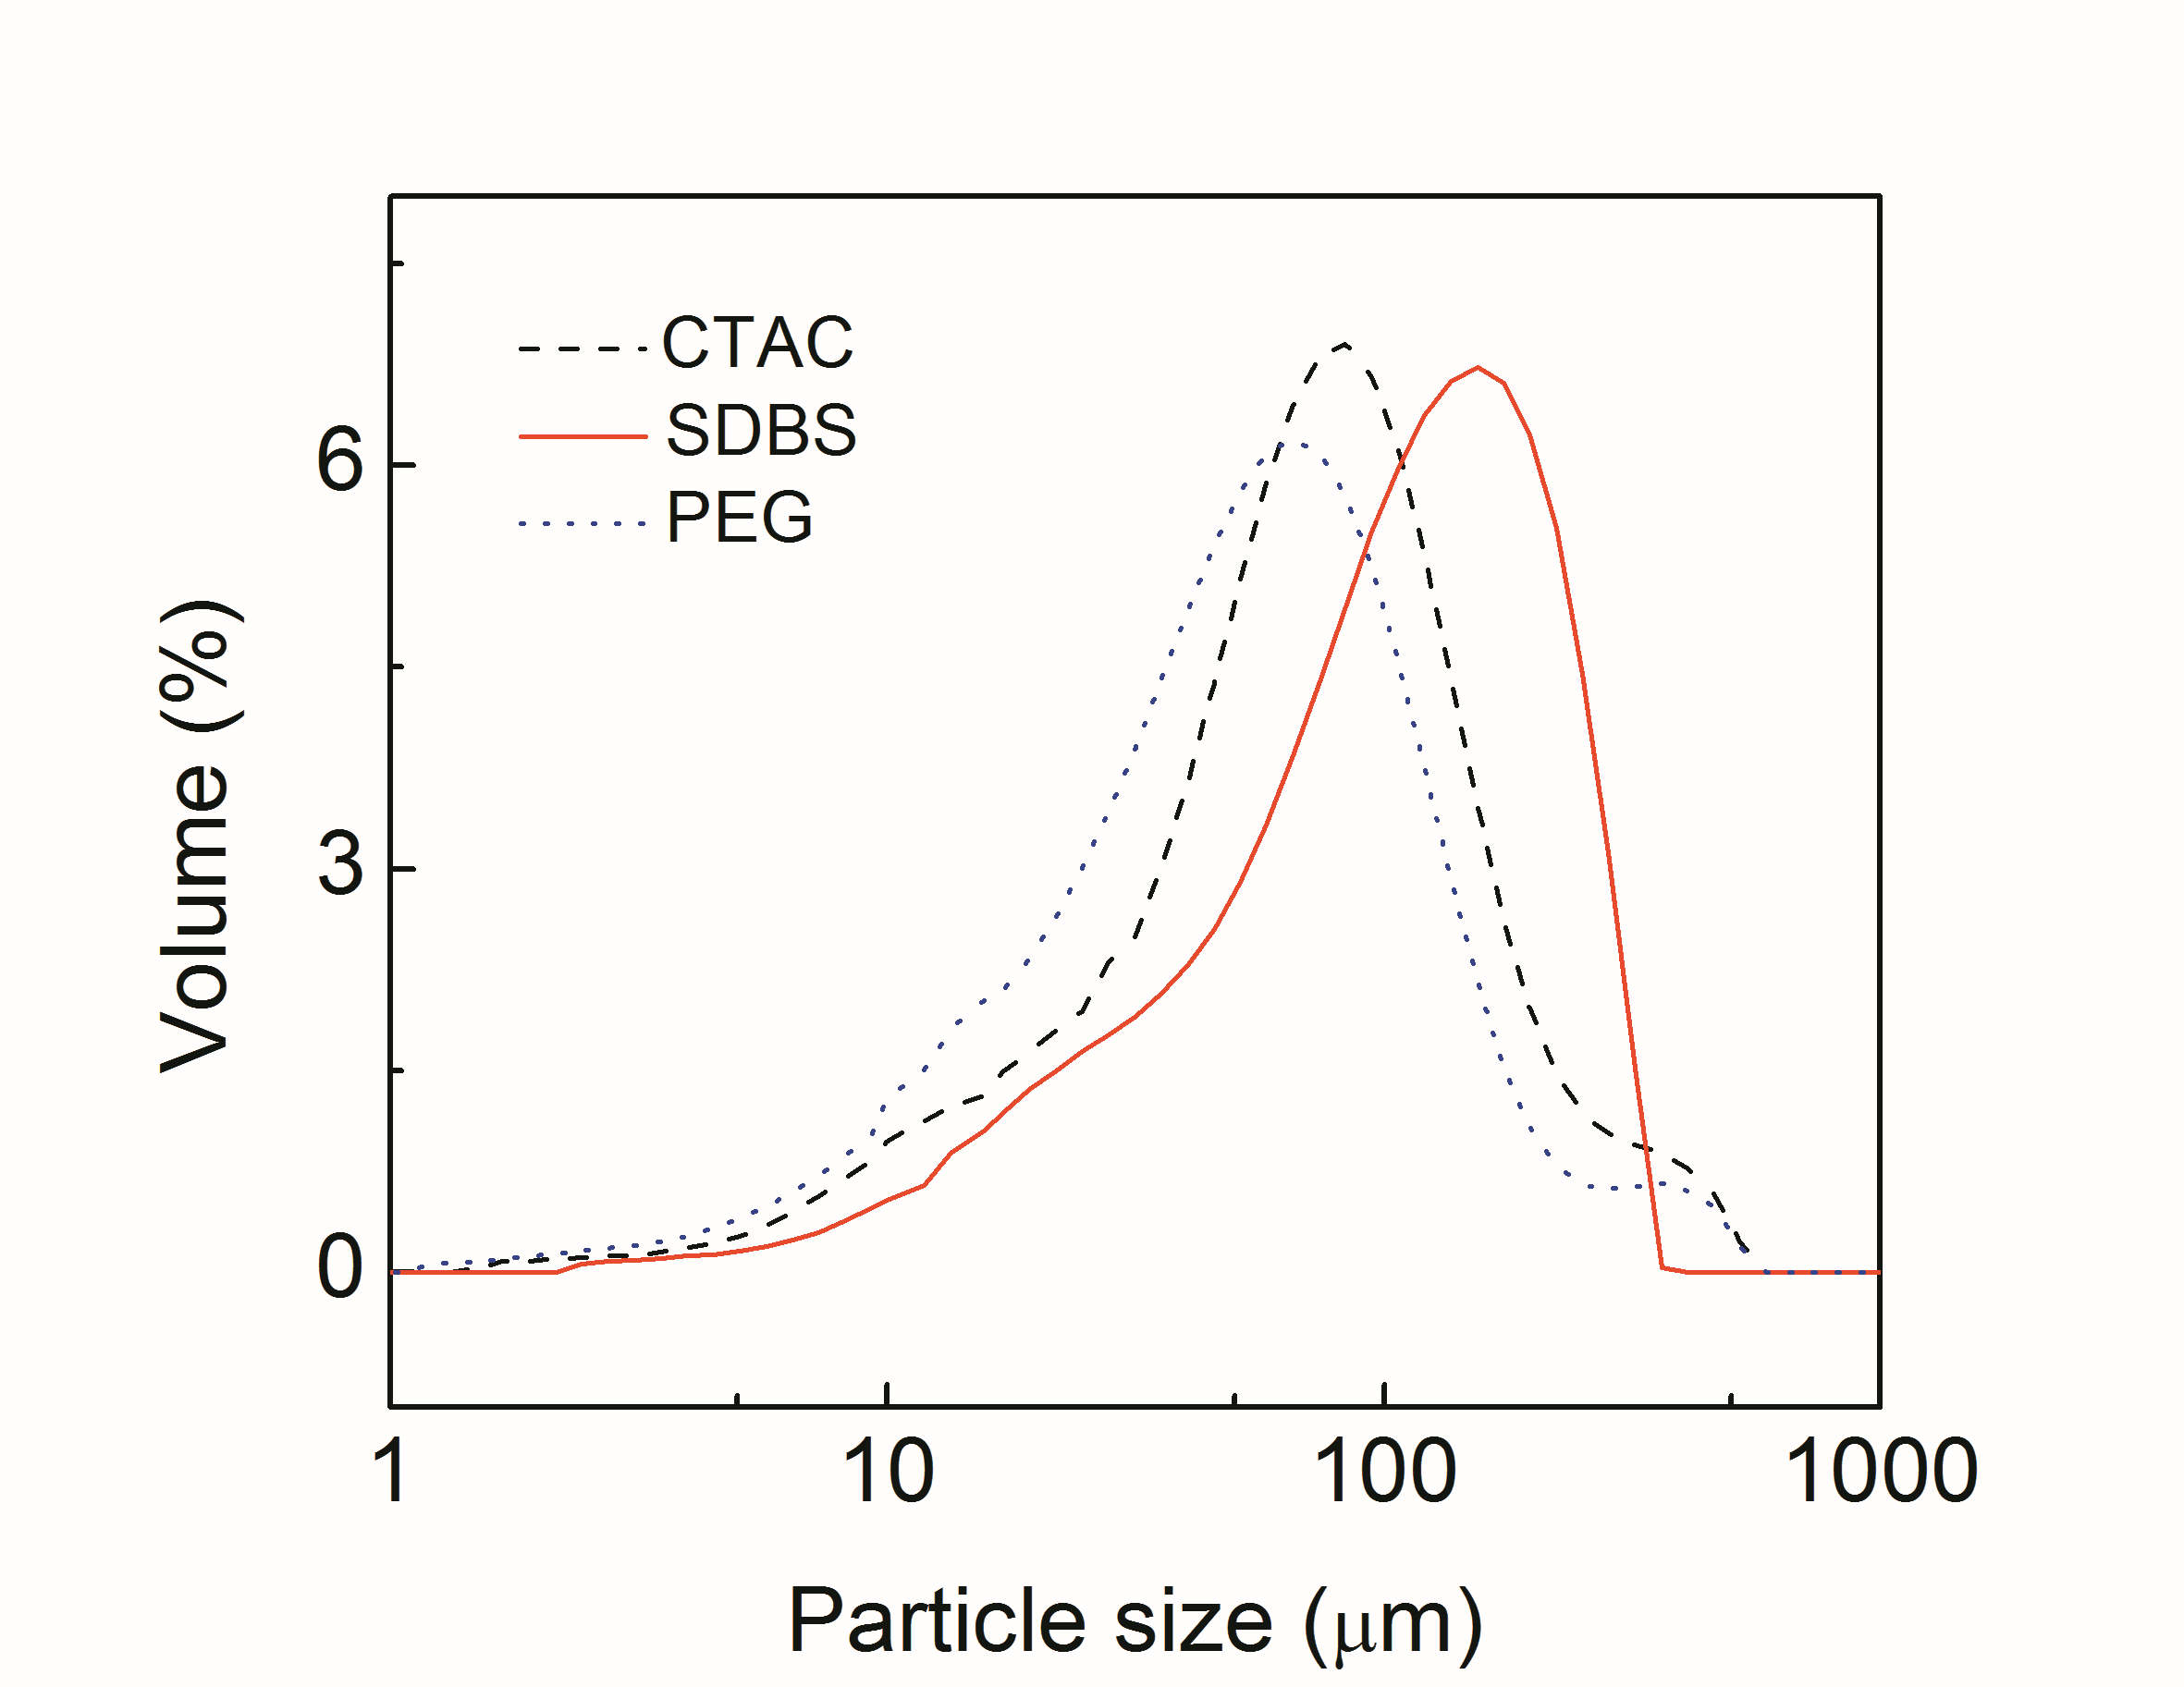 CTAC
SDBS
PEG
6
3
0
Volume (%)
1 10 100 1000
Particle size (μm)